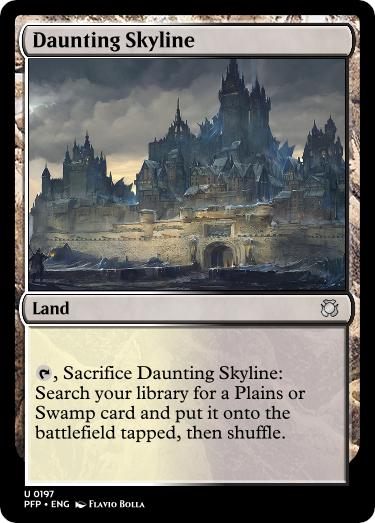 Daunting Skyline
Land
, Sacrifice Daunting Skyline:
Search your library for a Plains or
Swamp card and put it onto the
battlefield tapped, then shuffle.
U 0197
PFP • ENG Flavio Bolla